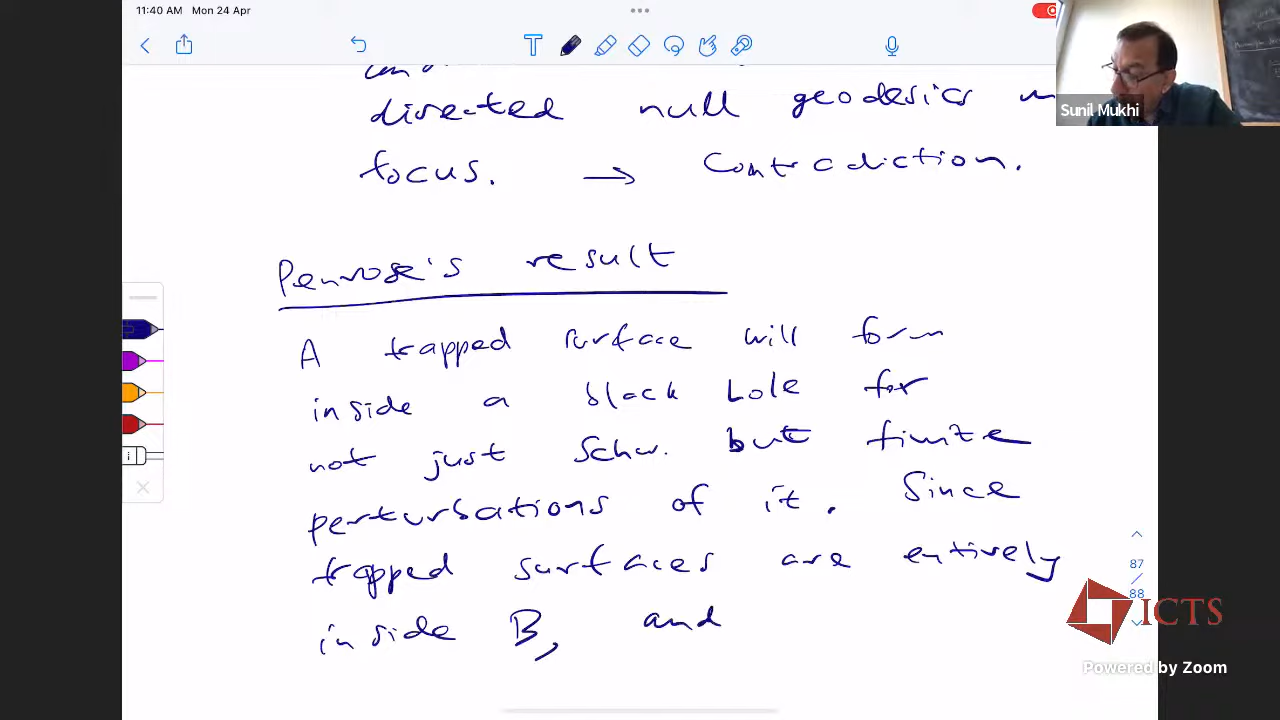 11:40 AM Mon 24 Apr
directed null geodesics
focus. → Contradiction.
Sunil Mukhi
Penrose's result
A trapped surface will form
inside a black hole for
not just Schw. but finite
perturbations of it. Since
trapped surfaces are entirely
inside B, and
87
/
88
ICTS
Powered by Zoom